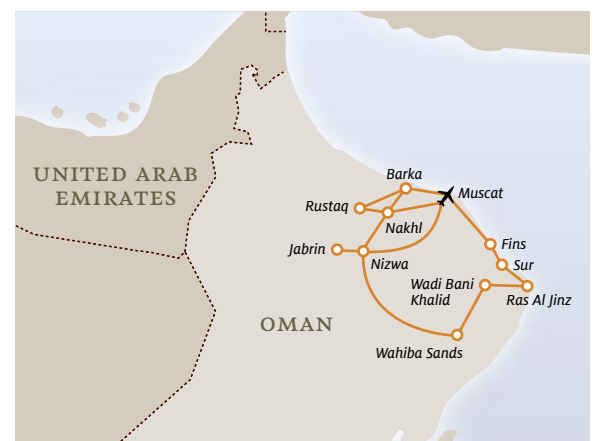 UNITED ARAB
EMIRATES
Barka
Muscat
Rustaq
Nakhl
Jabrin
Nizwa
Fins
Sur
Wadi Bani
Khalid
Ras Al Jinz
OMAN
Wahiba Sands